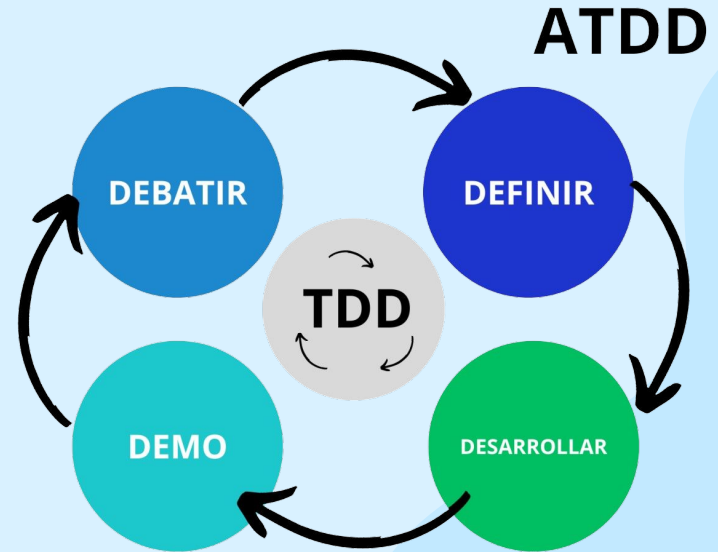 ATDD
DEBATIR
DEFINIR
TDD
DEMO
DESARROLLAR